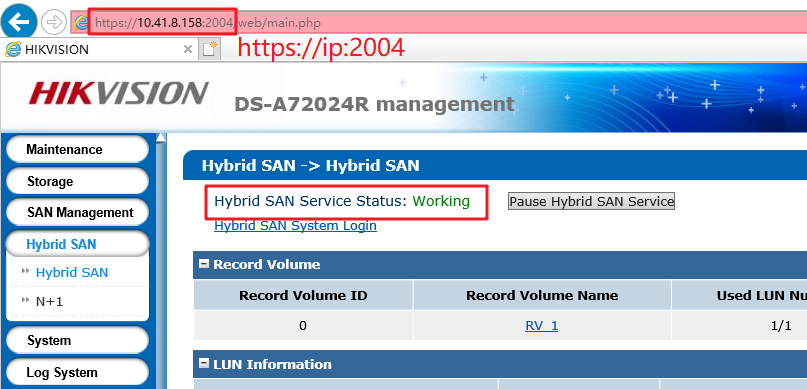 https://10.41.8.158:2004/web/main.php
HIKVISION
https://ip:2004
HIKVISION
DS-A72024R management
Maintenance
Storage
SAN Management
Hybrid SAN
Hybrid SAN
N+1
System
Log System
Hybrid SAN -> Hybrid SAN
Hybrid SAN Service Status: Working
Pause Hybrid SAN Service
Hybrid SAN System Login
Record Volume
Record Volume ID Record Volume Name Used LUN Nu
0 RV_1 1/1
LUN Information